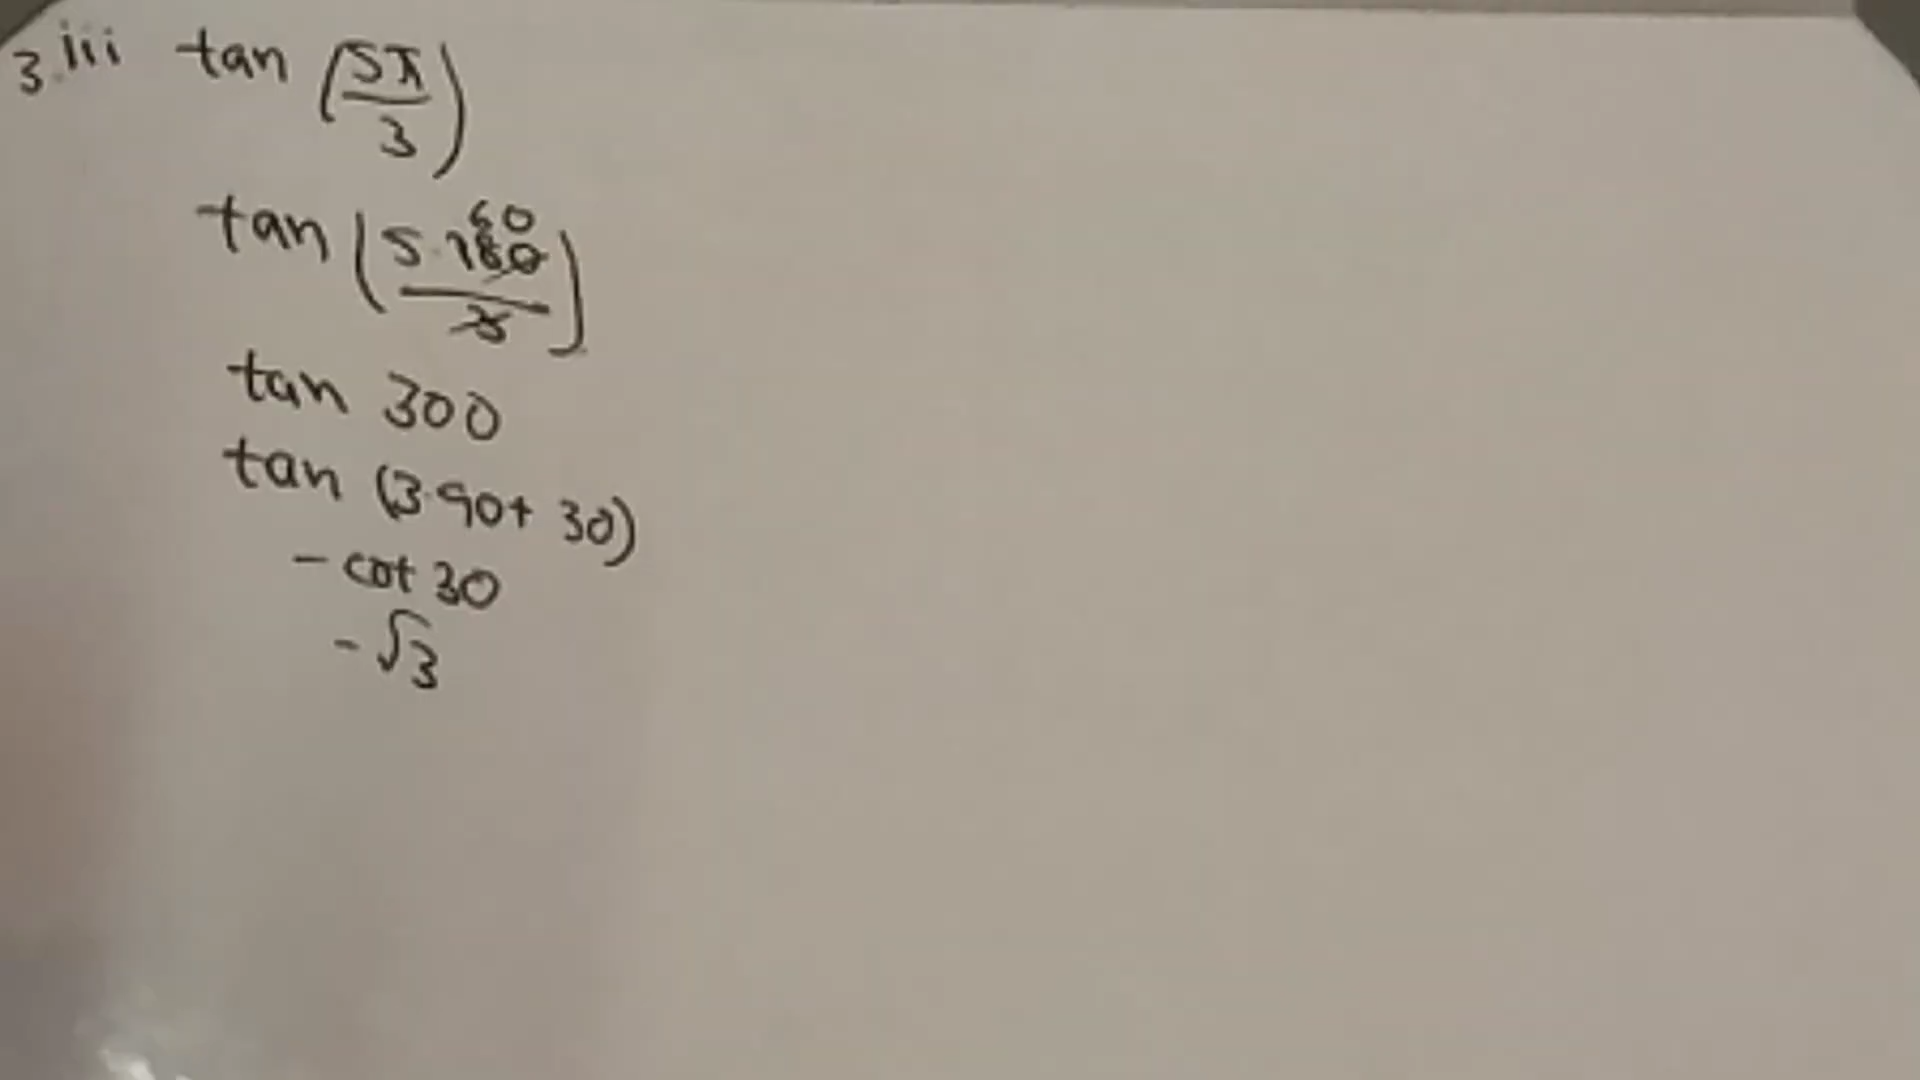 3.iii tan (5π/3)
tan (5.180 60/3)
tan 300
tan (3.90+ 30)
- cot 30
- √3